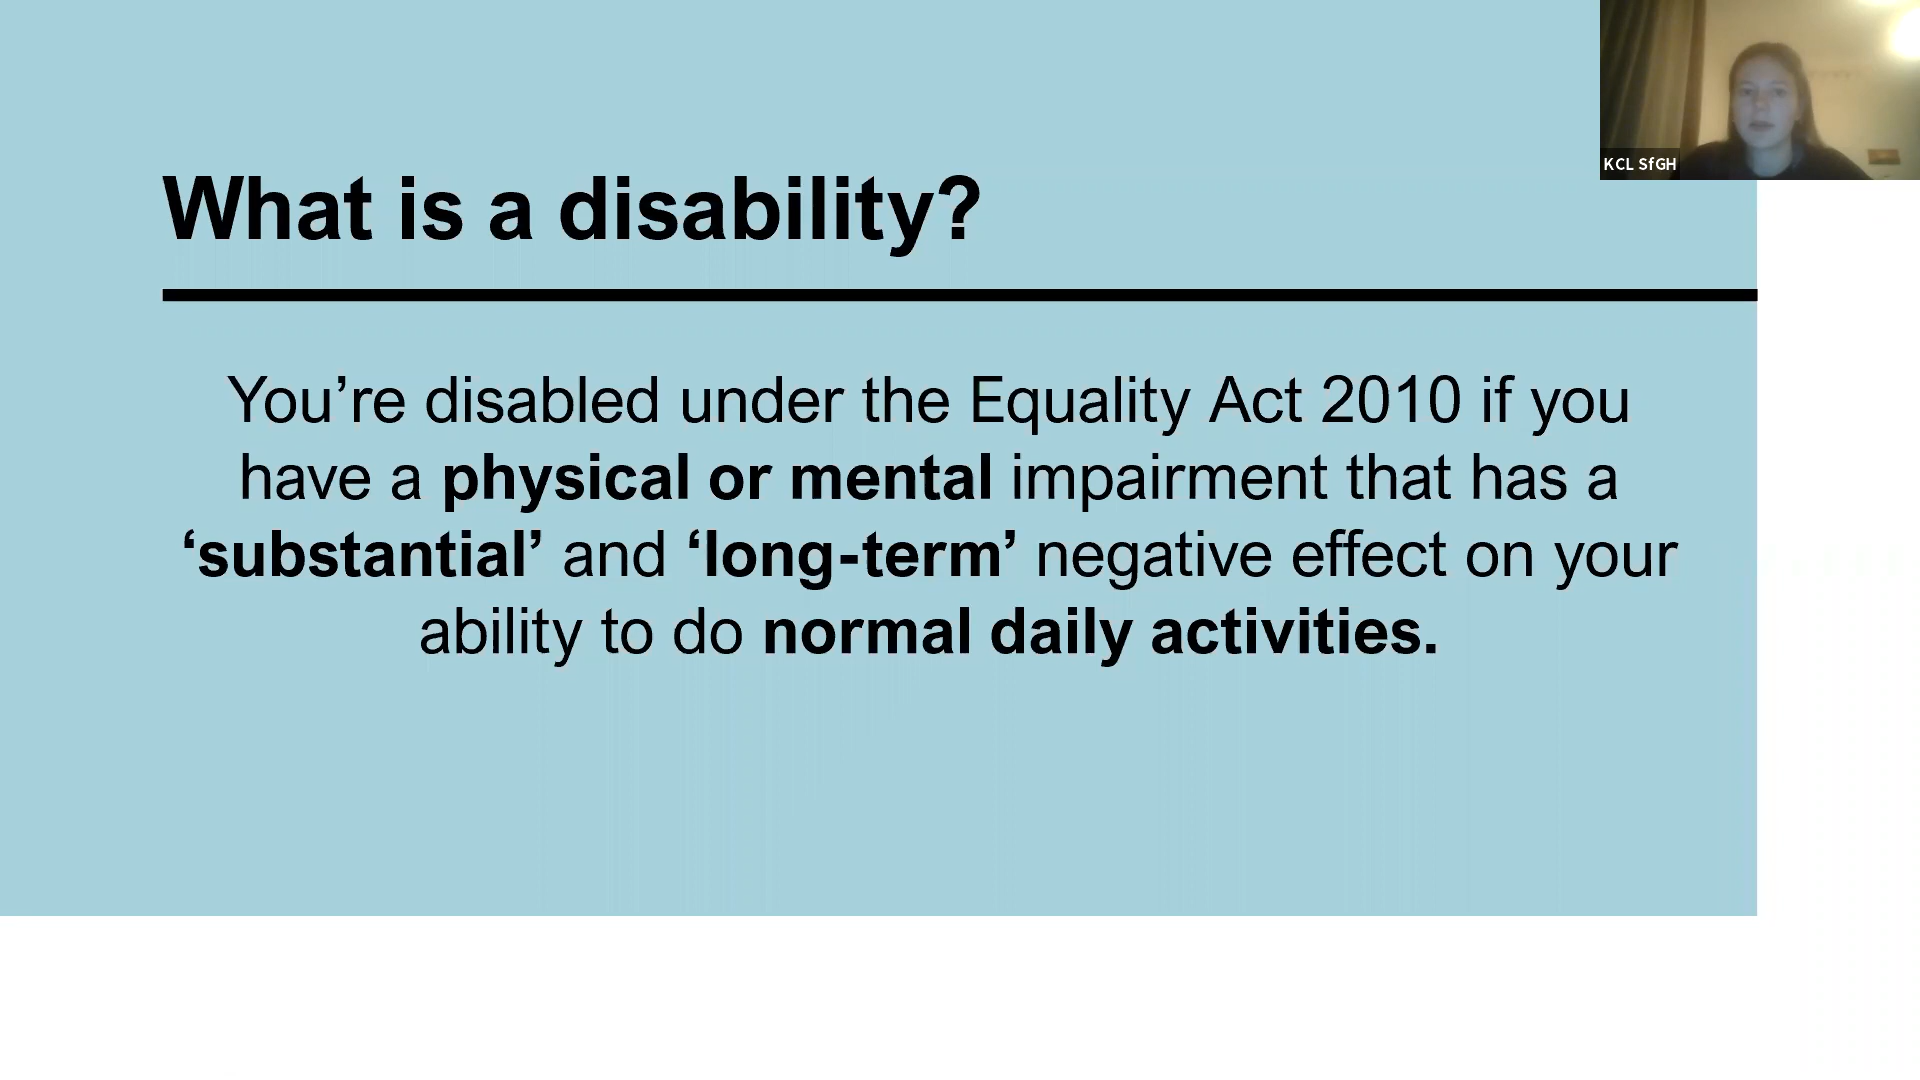 KCL SfGH
What is a disability?
You’re disabled under the Equality Act 2010 if you
have a physical or mental impairment that has a
‘substantial’ and ‘long-term’ negative effect on your
ability to do normal daily activities.